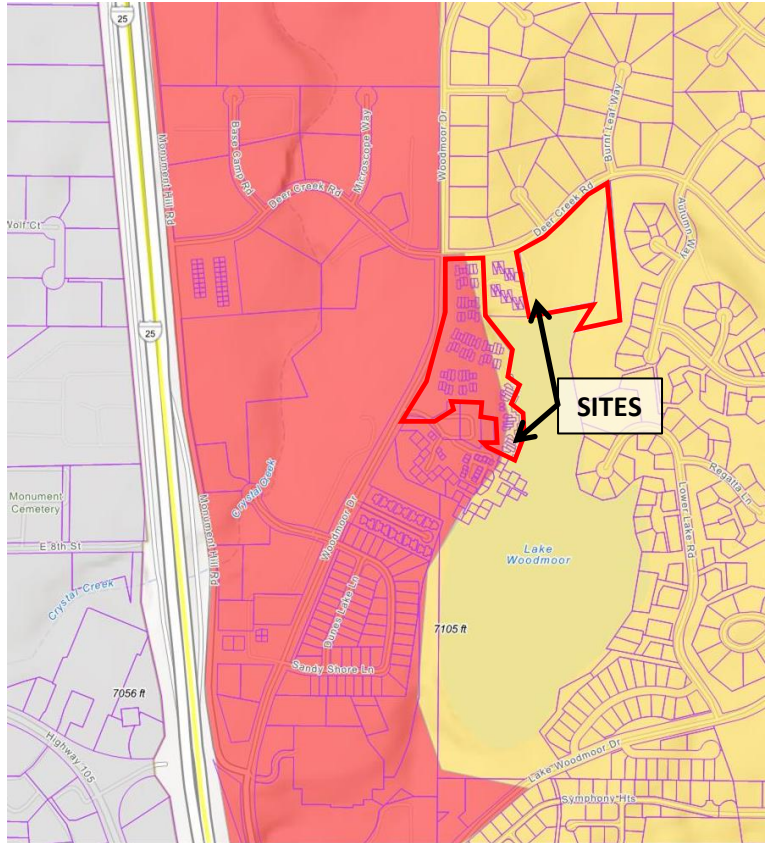 25
Monument Hill Rd
Base Camp Rd
Microscope Way
Deer Creek Rd
Woodmoor Dr
Burnt Leaf Way
Deer Creek Rd
Autumn Way
Wolf Ct
25
SITES
Monument
Cemetery
E 8th St
Crystal Creek
Crystal Creek
Monument Hill Rd
Woodmoor Dr
Dunes Lake Ln
Sandy Shore Ln
Lake
Woodmoor
Regatta Ln
Lower Lake Rd
7105 ft
7056 ft
Highway 105
Lake Woodmoor Dr
Symphony Hts